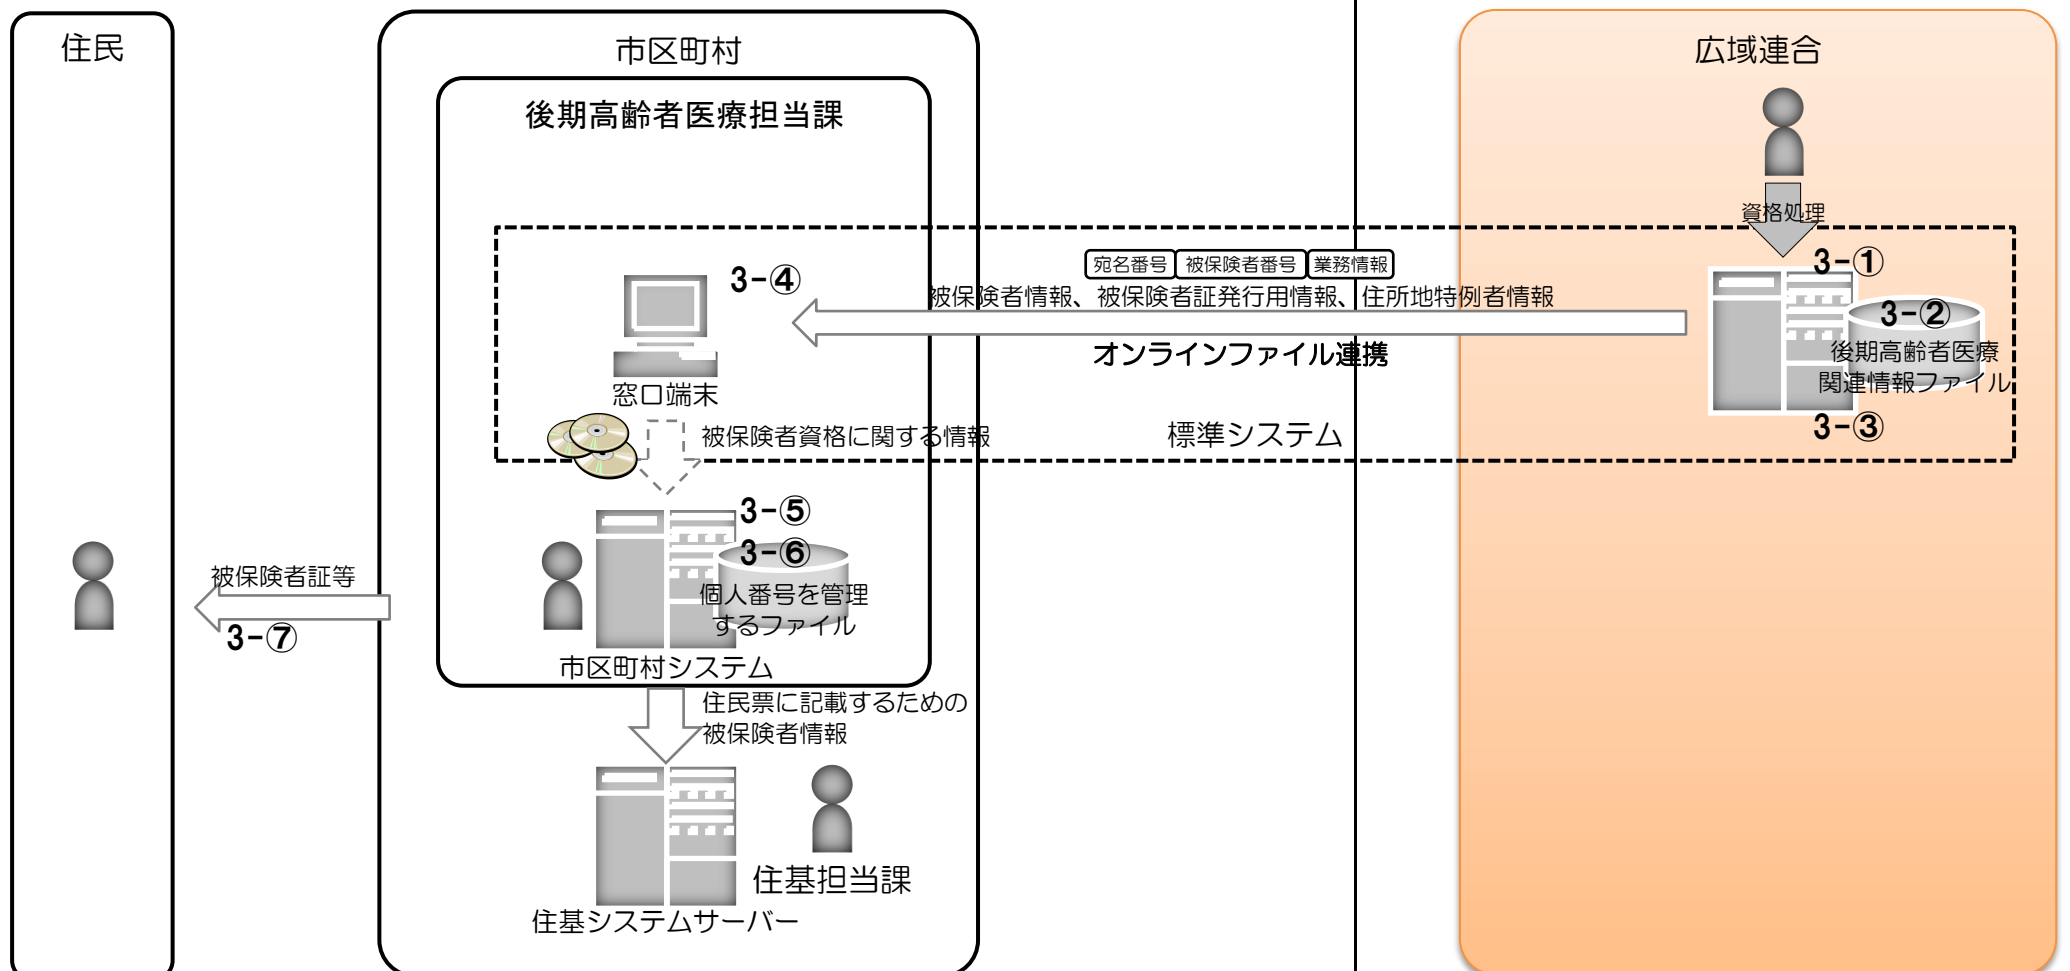 住民
市区町村
広域連合
後期高齢者医療担当課
資格処理
宛名番号 被保険者番号 業務情報
3-①
3-④
被保険者情報、被保険者証発行用情報、住所地特例者情報
3-②
オンラインファイル連携
後期高齢者医療
関連情報ファイル
窓口端末
3-③
被保険者資格に関する情報
標準システム
3-⑤
3-⑥
被保険者証等
個人番号を管理
するファイル
3-⑦
市区町村システム
住民票に記載するための
被保険者情報
住基担当課
住基システムサーバー